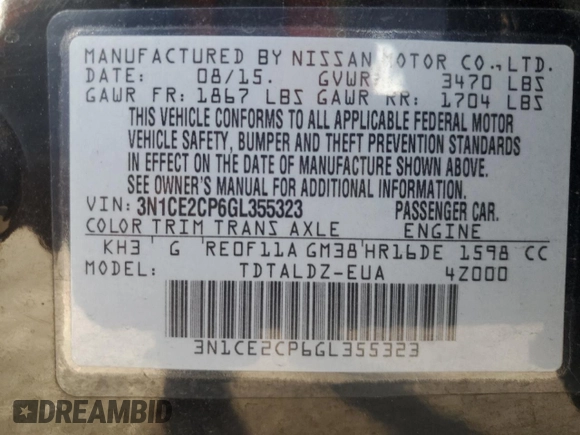 MANUFACTURED BY NISSAN MOTOR CO., LTD.
DATE: 08/15. GVWR: 3470 LBS
GAWR FR: 1867 LBS GAWR RR: 1704 LBS
THIS VEHICLE CONFORMS TO ALL APPLICABLE FEDERAL MOTOR
VEHICLE SAFETY, BUMPER AND THEFT PREVENTION STANDARDS
IN EFFECT ON THE DATE OF MANUFACTURE SHOWN ABOVE.
SEE OWNER'S MANUAL FOR ADDITIONAL INFORMATION.
VIN: 3N1CE2CP6GL355323 PASSENGER CAR.
COLOR TRIM TRANS AXLE ENGINE
KH3 G RE0F11A GM38 HR16DE 1598 CC
MODEL: TDTALDZ-EUA 4Z000
3N1CE2CP6GL355323
DREAMBID